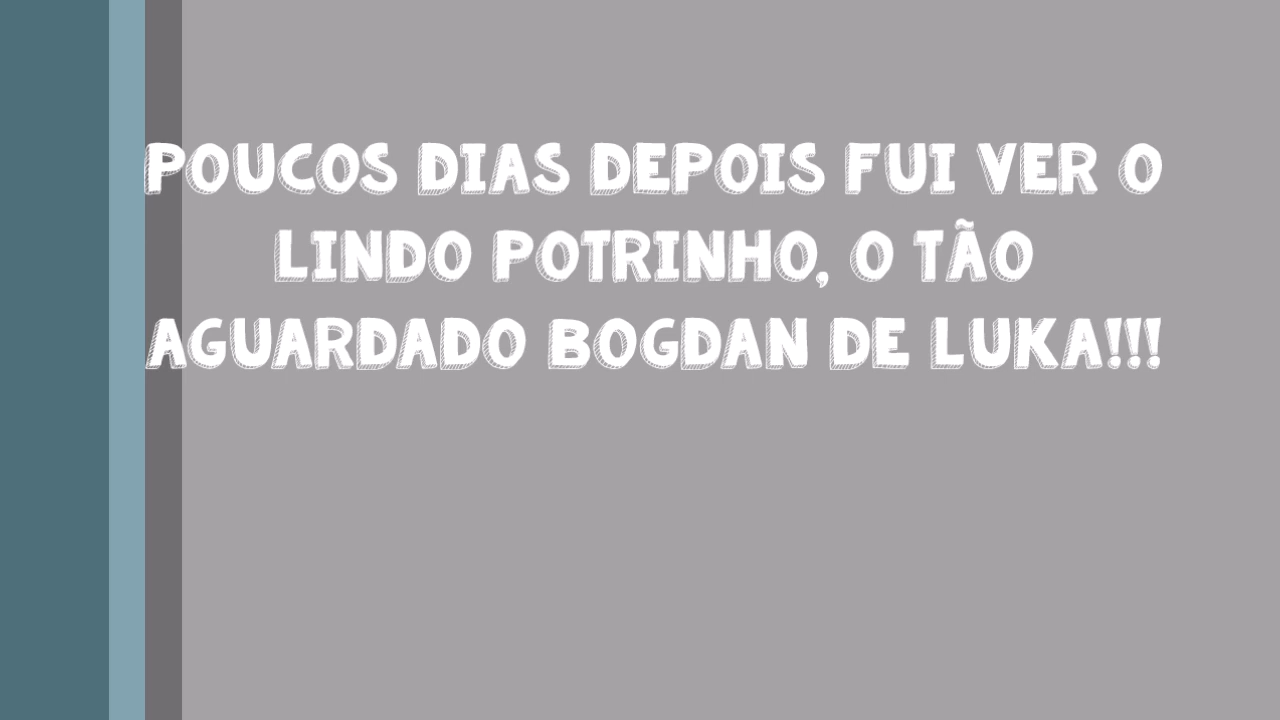 POUCOS DIAS DEPOIS FUI VER O
LINDO POTRINHO, O TÃO
AGUARDADO BOGDAN DE LUKA!!!